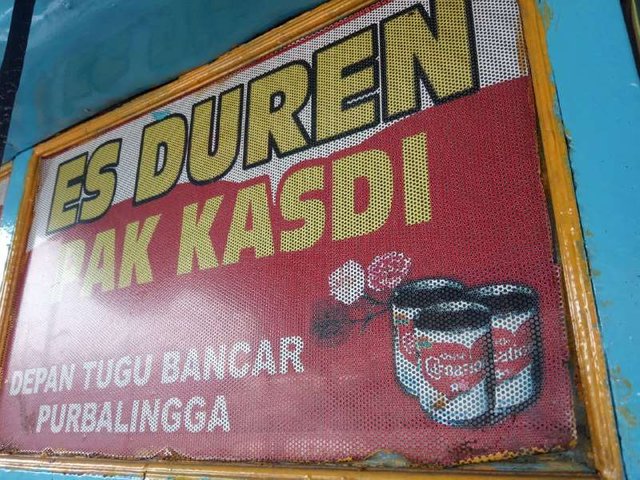 ES DUREN
PAK KASDI
DEPAN TUGU BANCAR
PURBALINGGA